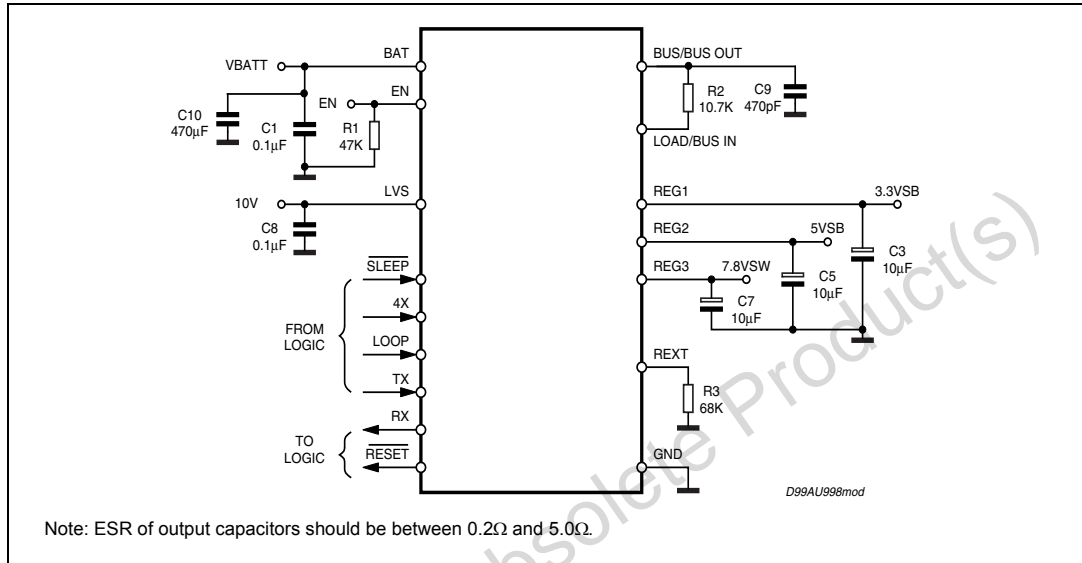 BAT
VBATT
EN
EN
C10
470µF
C1
0.1µF
R1
47K
LVS
10V
C8
0.1µF
SLEEP
4X
LOOP
TX
FROM
LOGIC
RX
RESET
TO
LOGIC
BUS/BUS OUT
R2
10.7K
C9
470pF
LOAD/BUS IN
REG1
3.3VSB
REG2
5VSB
REG3
7.8VSW
C3
10µF
C5
10µF
C7
10µF
REXT
R3
68K
GND
D99AU998mod
Note: ESR of output capacitors should be between 0.2Ω and 5.0Ω.
bsolete Product(s)